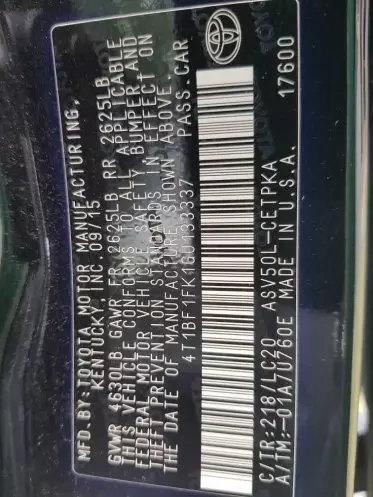 MFD.BY:TOYOTA MOTOR MANUFACTURING,
KENTUCKY, INC. 09/15
GVWR 4630LB GAWR FR 2625LB RR 2625LB
THIS VEHICLE CONFORMS TO ALL APPLICABLE
FEDERAL MOTOR VEHICLE SAFETY, BUMPER, AND
THEFT PREVENTION STANDARDS IN EFFECT ON
THE DATE OF MANUFACTURE SHOWN ABOVE.
4T1BF1FK1GU133337 PASS.CAR
C/TR:218/LC20 ASV50L-CETPKA
A/TM:-01A/U760E MADE IN U.S.A. 17600
TOYOTA